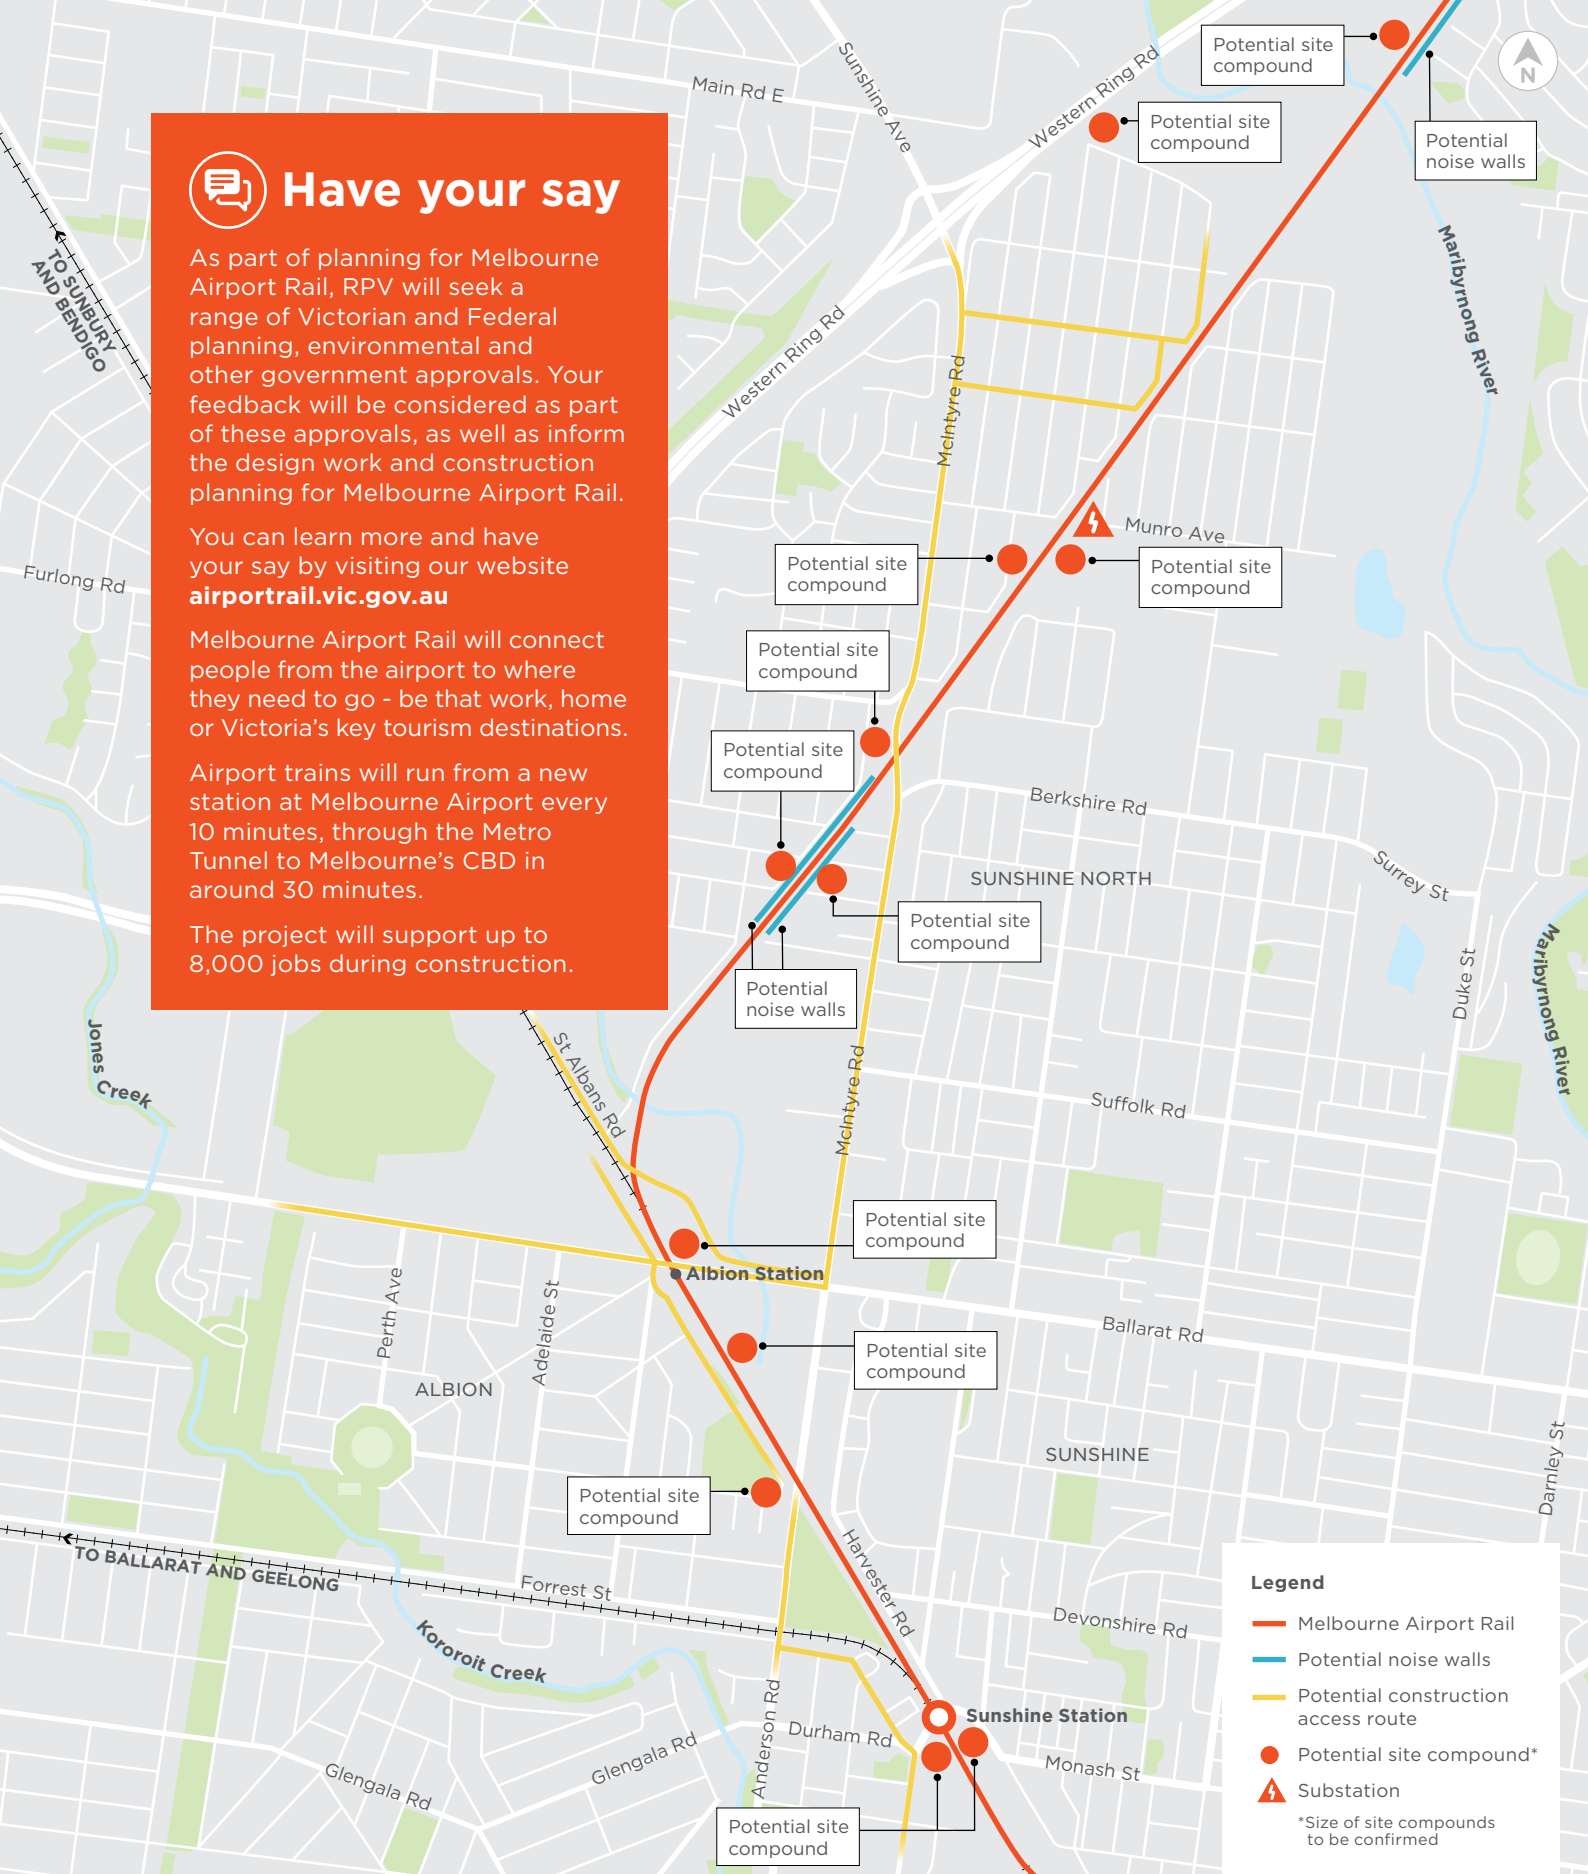 Have your say
As part of planning for Melbourne
Airport Rail, RPV will seek a
range of Victorian and Federal
planning, environmental and
other government approvals. Your
feedback will be considered as part
of these approvals, as well as inform
the design work and construction
planning for Melbourne Airport Rail.
You can learn more and have
your say by visiting our website
airportrail.vic.gov.au
Melbourne Airport Rail will connect
people from the airport to where
they need to go - be that work, home
or Victoria's key tourism destinations.
Airport trains will run from a new
station at Melbourne Airport every
10 minutes, through the Metro
Tunnel to Melbourne's CBD in
around 30 minutes.
The project will support up to
8,000 jobs during construction.
Main Rd E
Sunshine Ave
Western Ring Rd
Potential site
compound
N
Potential site
compound
Potential
noise walls
TO SUNBURY
AND BENDIGO
Maribyrnong River
Western Ring Rd
McIntyre Rd
Munro Ave
Potential site
compound
Potential site
compound
Furlong Rd
Potential site
compound
Potential site
compound
Berkshire Rd
Surrey St
SUNSHINE NORTH
Potential site
compound
Maribyrnong River
Duke St
Potential
noise walls
Jones Creek
St Albans Rd
McIntyre Rd
Suffolk Rd
Potential site
compound
Albion Station
Perth Ave
Adelaide St
Ballarat Rd
Potential site
compound
ALBION
SUNSHINE
Darnley St
Potential site
compound
Harvester Rd
TO BALLARAT AND GEELONG
Forrest St
Devonshire Rd
Kororoit Creek
Sunshine Station
Anderson Rd
Durham Rd
Glengala Rd
Glengala Rd
Monash St
Potential site
compound
Legend
Melbourne Airport Rail
Potential noise walls
Potential construction
access route
Potential site compound*
Substation
*Size of site compounds
to be confirmed